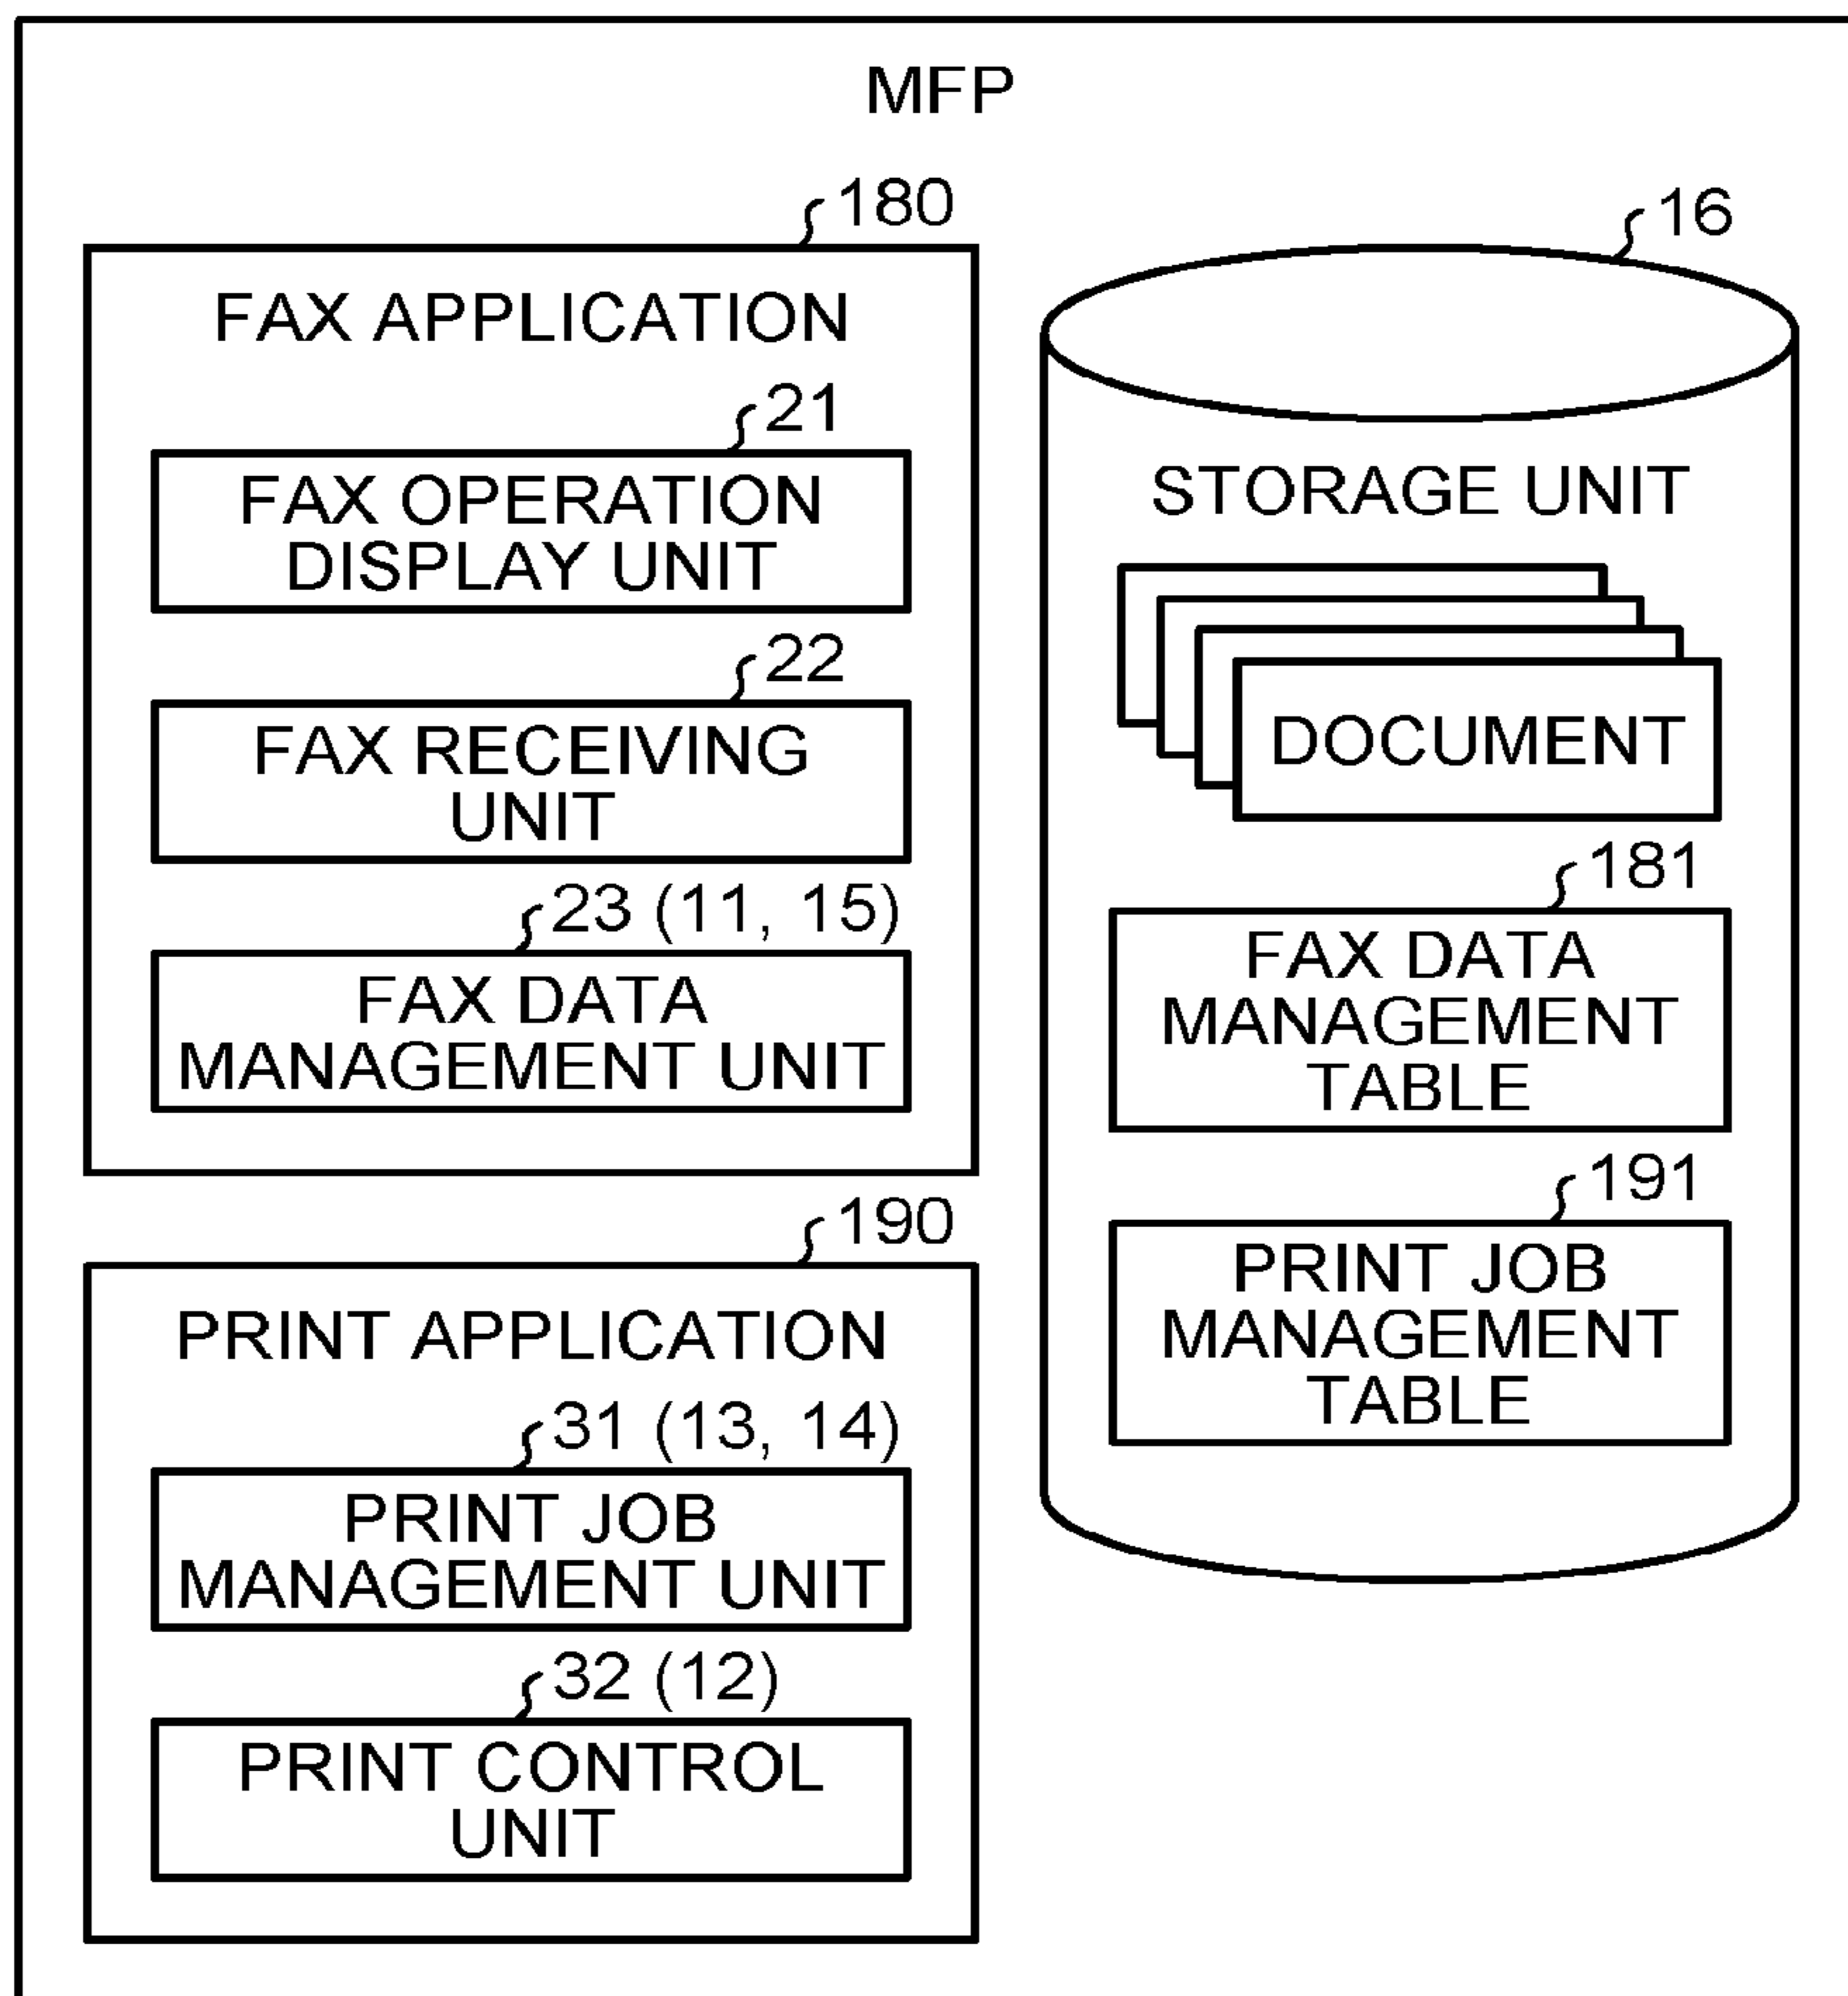 MFP
180
FAX APPLICATION
21
FAX OPERATION
DISPLAY UNIT
22
FAX RECEIVING
UNIT
23 (11, 15)
FAX DATA
MANAGEMENT UNIT
190
PRINT APPLICATION
31 (13, 14)
PRINT JOB
MANAGEMENT UNIT
32 (12)
PRINT CONTROL
UNIT
16
STORAGE UNIT
DOCUMENT
181
FAX DATA
MANAGEMENT
TABLE
191
PRINT JOB
MANAGEMENT
TABLE